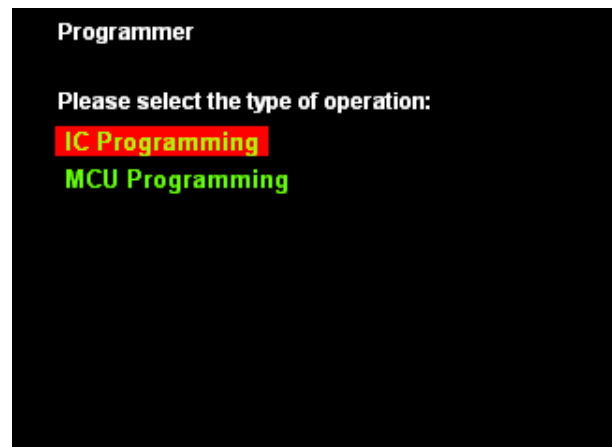 Programmer
Please select the type of operation:
IC Programming
MCU Programming